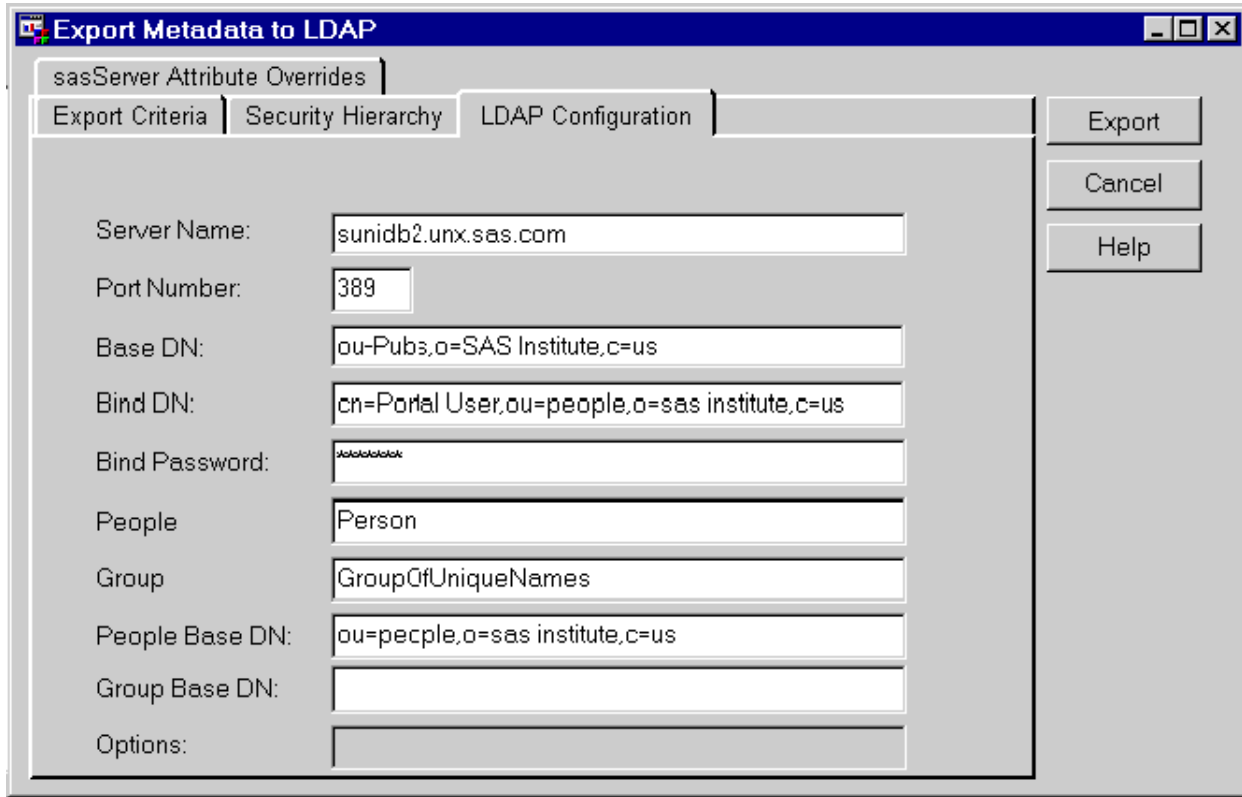 Export Metadata to LDAP
sasServer Attribute Overrides
Export Criteria Security Hierarchy LDAP Configuration
Export
Cancel
Help
Server Name: sunidb2.unx.sas.com
Port Number: 389
Base DN: ou-Pubs,o=SAS Institute,c=us
Bind DN: cn=Portal User,ou=people,o=sas institute,c=us
Bind Password: ********
People Person
Group GroupOfUniqueNames
People Base DN: ou=people,o=sas institute,c=us
Group Base DN:
Options: